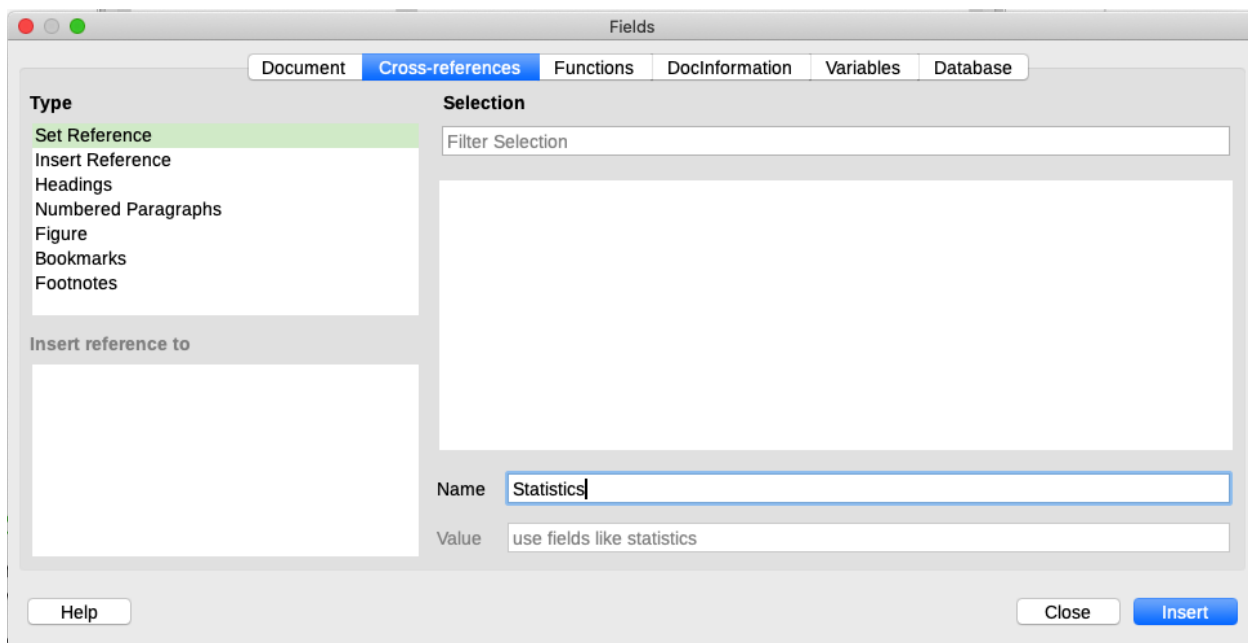 Fields
Document Cross-references Functions DocInformation Variables Database
Type
Set Reference
Insert Reference
Headings
Numbered Paragraphs
Figure
Bookmarks
Footnotes
Insert reference to
Selection
Filter Selection
Name Statistics
Value use fields like statistics
Help Close Insert